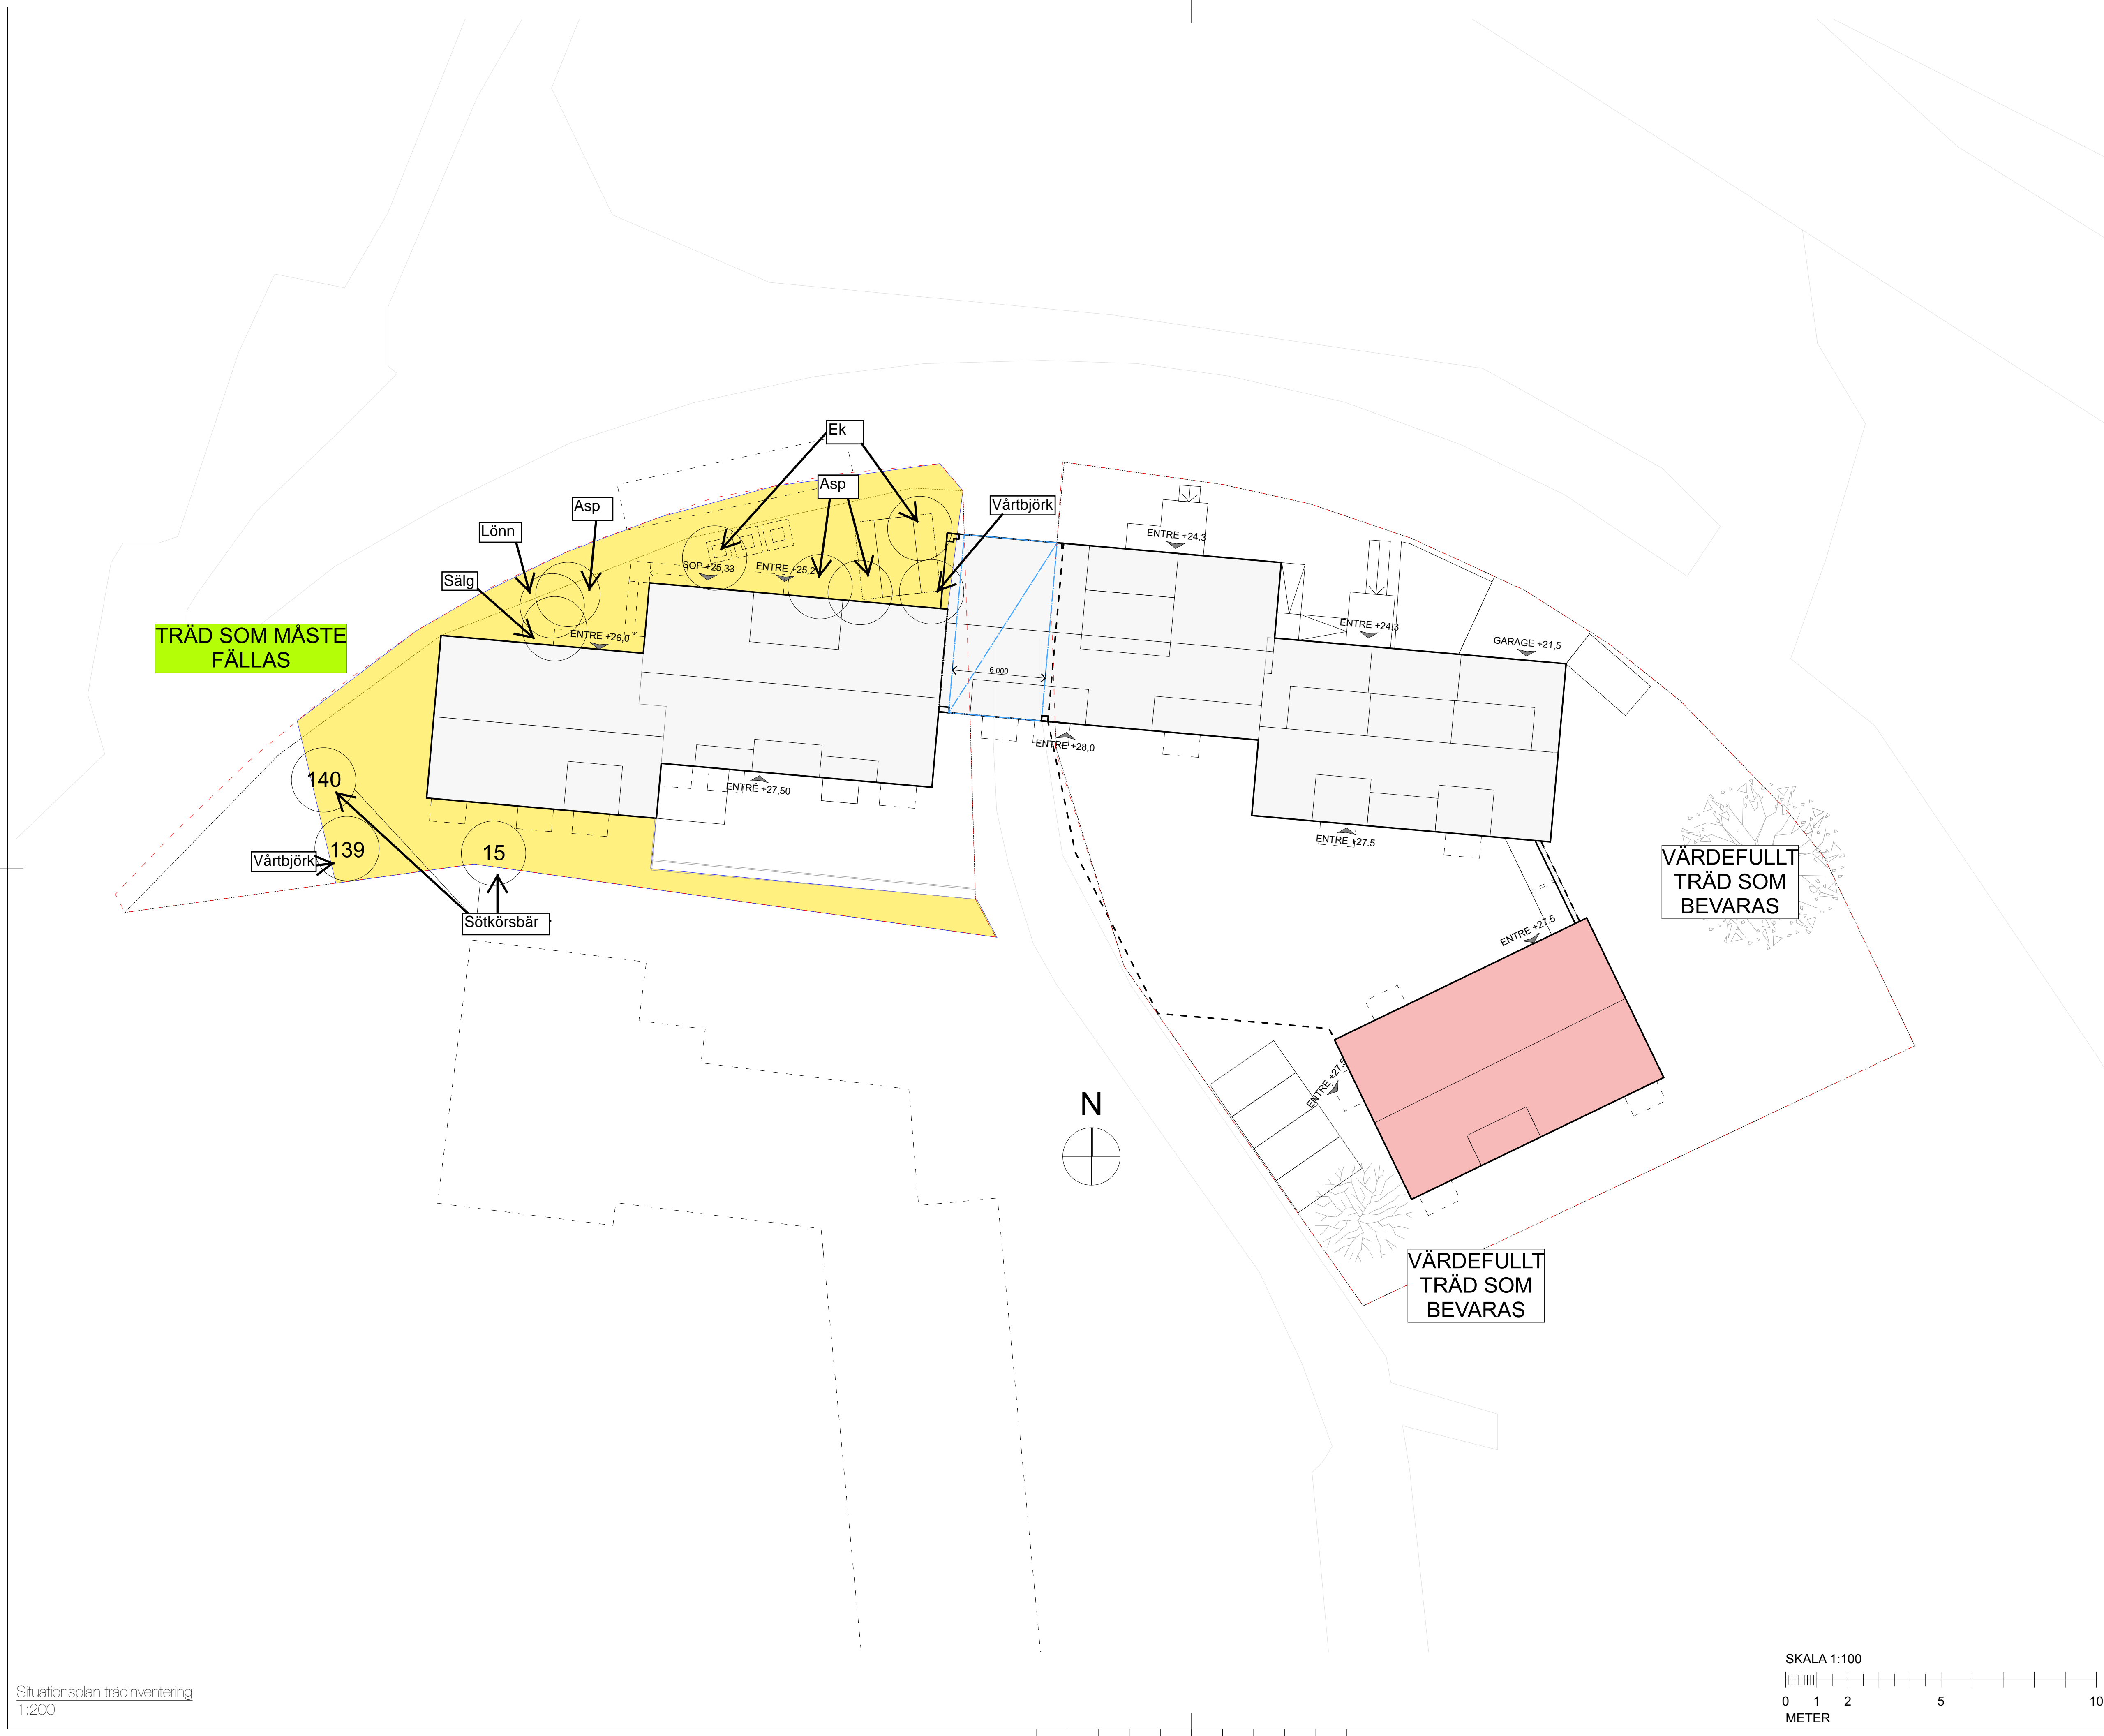 Ek
Asp
Vårtbjörk
Asp
Lönn
Sälg
ENTRE +24,3
SOP +25,33
ENTRE +25,2
TRÄD SOM MÅSTE
FÄLLAS
ENTRE +26,0
ENTRE +24,3
GARAGE +21,5
6 000
ENTRE +28,0
140
ENTRÉ +27,50
139
15
Vårtbjörk
Sötkörsbär
ENTRE +27.5
VÄRDEFULLT
TRÄD SOM
BEVARAS
ENTRE +27.5
ENTRE +27.5
N
VÄRDEFULLT
TRÄD SOM
BEVARAS
SKALA 1:100
0 1 2 5 10
METER
Situationsplan trädinventering
1:200